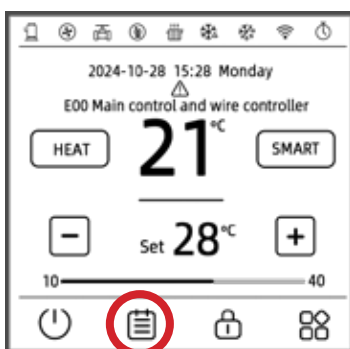 2024-10-28 15:28 Monday
E00 Main control and wire controller
HEAT
21°C
SMART
Set 28°C
10
40